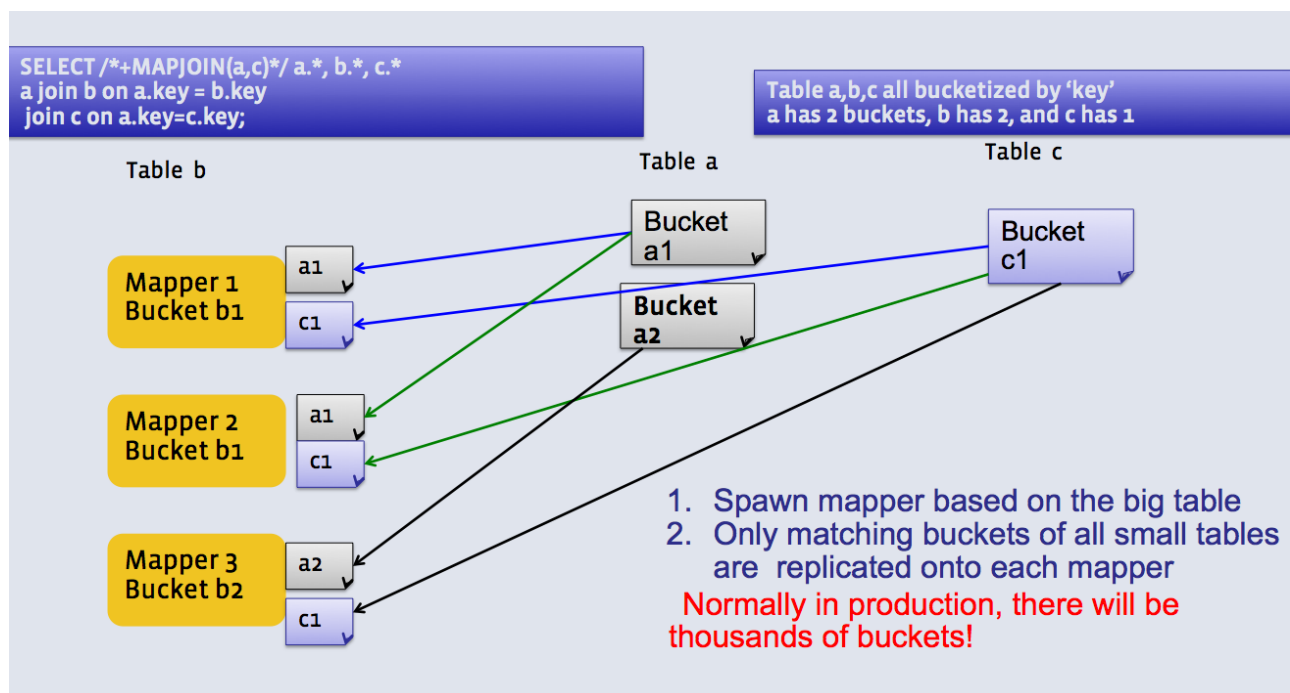 SELECT /*+MAPJOIN(a,c)*/ a.*, b.*, c.*
a join b on a.key = b.key
join c on a.key=c.key;
Table a,b,c all bucketized by ‘key’
a has 2 buckets, b has 2, and c has 1
Table b
Table a
Table c
Bucket
a1
Bucket
c1
Bucket
a2
Mapper 1
Bucket b1
a1
c1
Mapper 2
Bucket b1
a1
c1
Mapper 3
Bucket b2
a2
c1
1. Spawn mapper based on the big table
2. Only matching buckets of all small tables
are replicated onto each mapper
Normally in production, there will be
thousands of buckets!